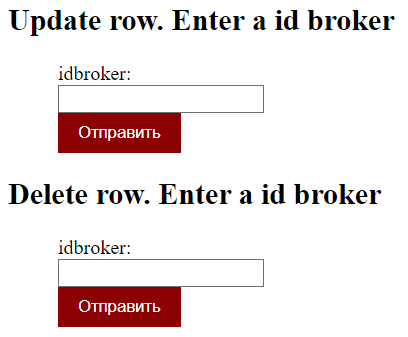 Update row. Enter a id broker
idbroker:
Отправить
Delete row. Enter a id broker
idbroker:
Отправить